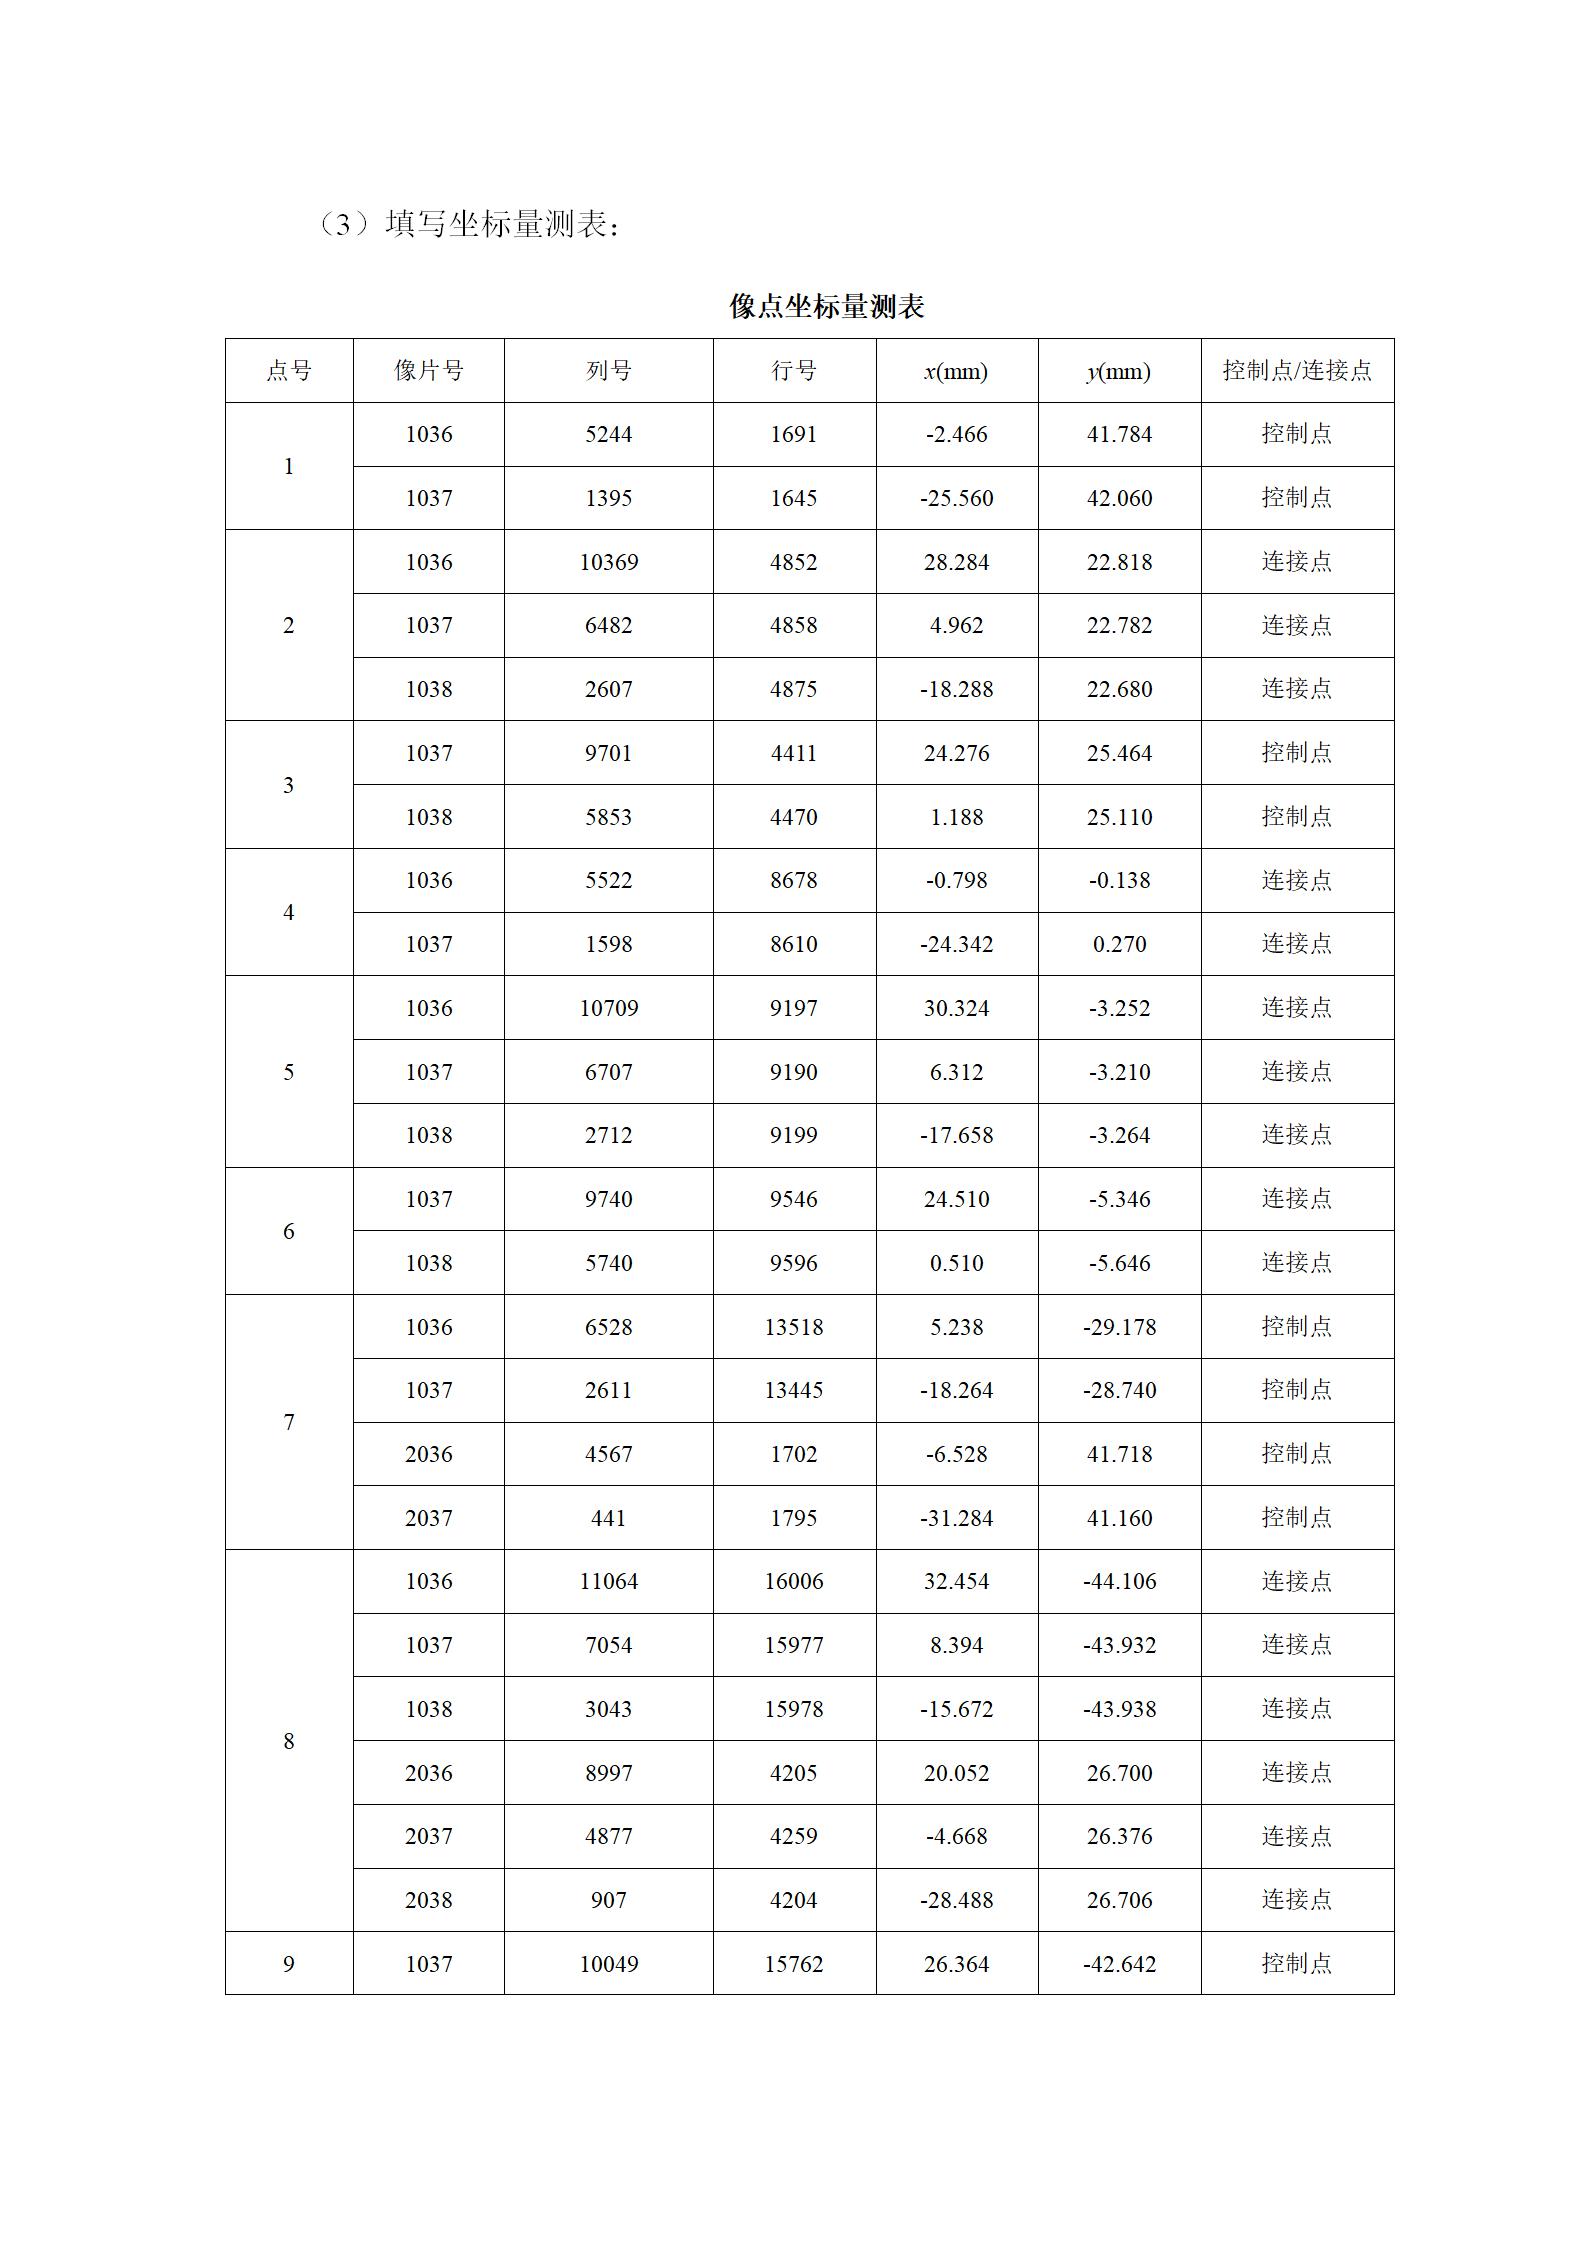 （3）填写坐标量测表：
像点坐标量测表
点号 像片号 列号 行号 x(mm) y(mm) 控制点/连接点
1 1036 5244 1691 -2.466 41.784 控制点
1037 1395 1645 -25.560 42.060 控制点
2 1036 10369 4852 28.284 22.818 连接点
1037 6482 4858 4.962 22.782 连接点
1038 2607 4875 -18.288 22.680 连接点
3 1037 9701 4411 24.276 25.464 控制点
1038 5853 4470 1.188 25.110 控制点
4 1036 5522 8678 -0.798 -0.138 连接点
1037 1598 8610 -24.342 0.270 连接点
5 1036 10709 9197 30.324 -3.252 连接点
1037 6707 9190 6.312 -3.210 连接点
1038 2712 9199 -17.658 -3.264 连接点
6 1037 9740 9546 24.510 -5.346 连接点
1038 5740 9596 0.510 -5.646 连接点
7 1036 6528 13518 5.238 -29.178 控制点
1037 2611 13445 -18.264 -28.740 控制点
2036 4567 1702 -6.528 41.718 控制点
2037 441 1795 -31.284 41.160 控制点
8 1036 11064 16006 32.454 -44.106 连接点
1037 7054 15977 8.394 -43.932 连接点
1038 3043 15978 -15.672 -43.938 连接点
2036 8997 4205 20.052 26.700 连接点
2037 4877 4259 -4.668 26.376 连接点
2038 907 4204 -28.488 26.706 连接点
9 1037 10049 15762 26.364 -42.642 控制点